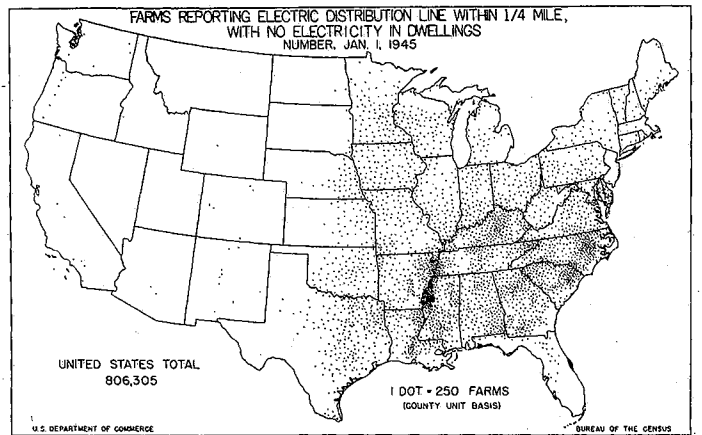 FARMS REPORTING ELECTRIC DISTRIBUTION LINE WITHIN 1/4 MILE,
WITH NO ELECTRICITY IN DWELLINGS
NUMBER, JAN. 1, 1945
UNITED STATES TOTAL
806,305
1 DOT = 250 FARMS
(COUNTY UNIT BASIS)
U.S. DEPARTMENT OF COMMERCE
BUREAU OF THE CENSUS